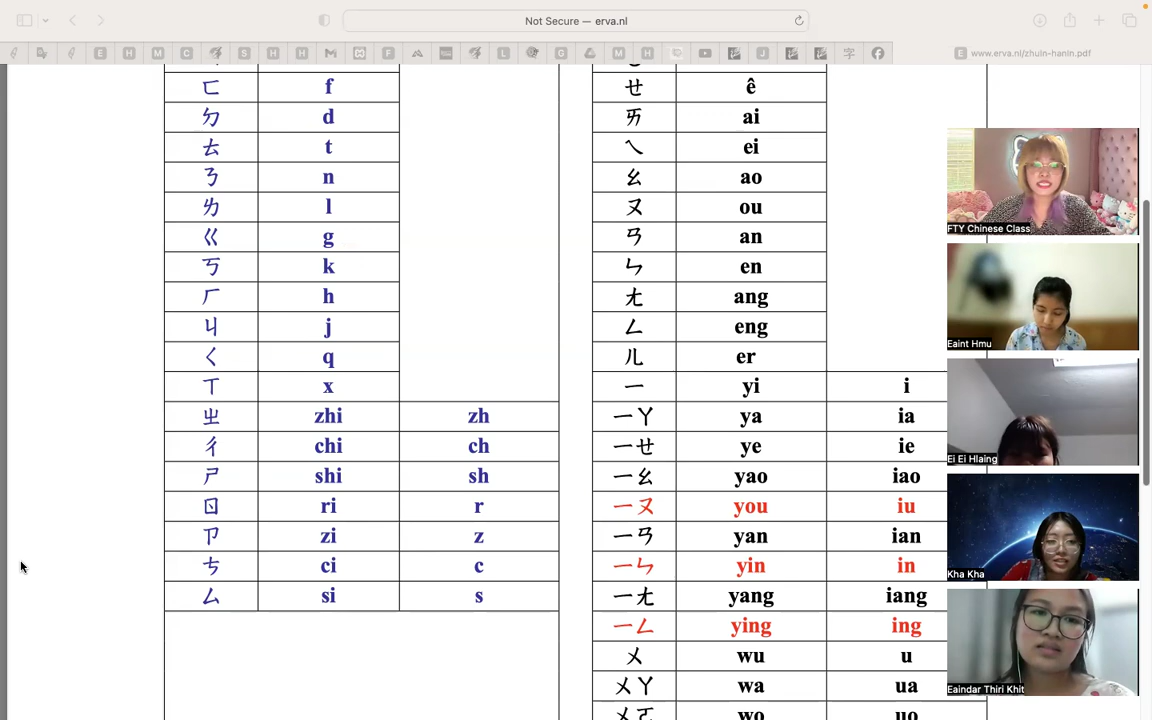 Not Secure — erva.nl
www.erva.nl/zhuin-hanin.pdf
ㄈ f
ㄉ d
ㄊ t
ㄋ n
ㄌ l
ㄍ g
ㄎ k
ㄏ h
ㄐ j
ㄑ q
ㄒ x
ㄓ zhi zh
ㄔ chi ch
ㄕ shi sh
ㄖ ri r
ㄗ zi z
ㄘ ci c
ㄙ si s
ㄝ ê
ㄞ ai
ㄟ ei
ㄠ ao
ㄡ ou
ㄢ an
ㄣ en
ㄤ ang
ㄥ eng
ㄦ er
ㄧ yi i
ㄧㄚ ya ia
ㄧㄝ ye ie
ㄧㄠ yao iao
ㄧㄡ you iu
ㄧㄢ yan ian
ㄧㄣ yin in
ㄧㄤ yang iang
ㄧㄥ ying ing
ㄨ wu u
ㄨㄚ wa ua
ㄨㄛ wo uo
FTY Chinese Class
Eaint Hmu
Ei Ei Hlaing
Kha Kha
Eaindar Thiri Khit